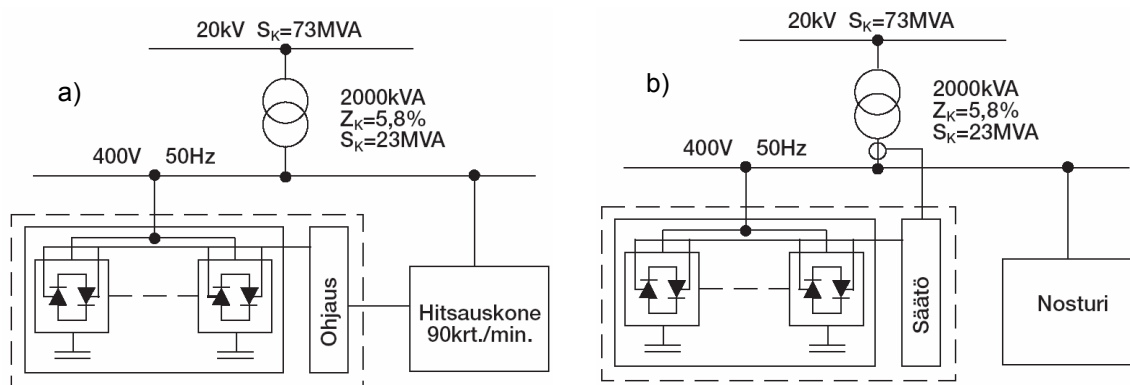 20kV S_K=73MVA
a)
2000kVA
Z_K=5,8%
S_K=23MVA
400V 50Hz
Ohjaus
Hitsauskone
90krt./min.
20kV S_K=73MVA
b)
2000kVA
Z_K=5,8%
S_K=23MVA
400V 50Hz
Säätö
Nosturi